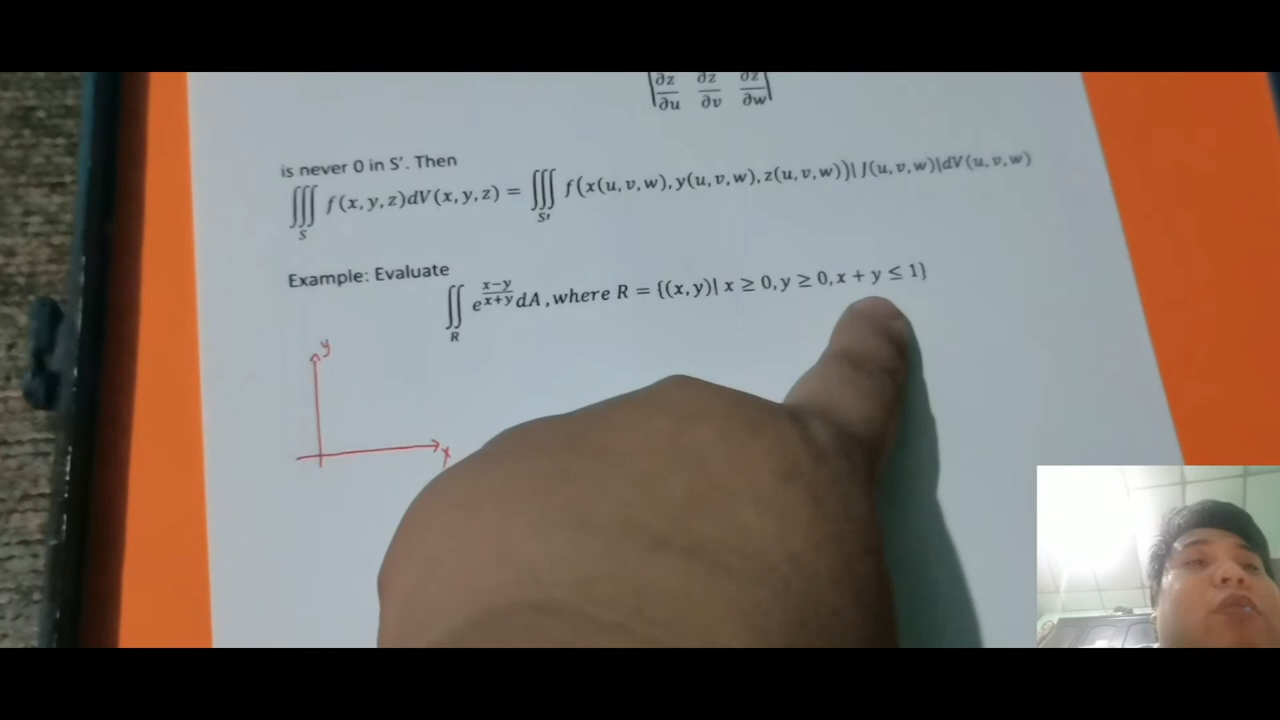 ∂z/∂u ∂z/∂v ∂z/∂w
is never 0 in S′. Then
∭_S f(x, y, z)dV(x, y, z) = ∭_S′ f(x(u, v, w), y(u, v, w), z(u, v, w))| J(u, v, w)|dV(u, v, w)
Example: Evaluate
∬_R e^((x−y)/(x+y)) dA , where R = {(x, y)| x ≥ 0, y ≥ 0, x + y ≤ 1}
y
x